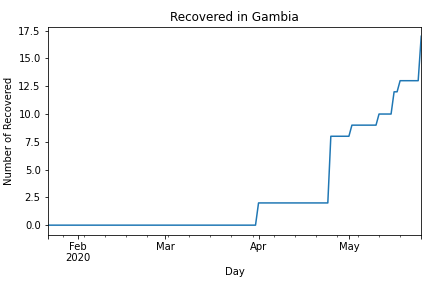 Recovered in Gambia
17.5
15.0
12.5
10.0
7.5
5.0
2.5
0.0
Number of Recovered
Feb
2020
Mar
Apr
May
Day